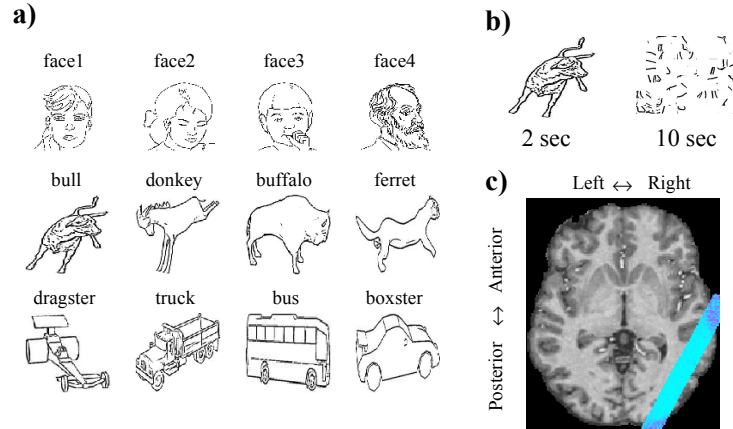 a)
face1 face2 face3 face4
bull donkey buffalo ferret
dragster truck bus boxster
b)
2 sec 10 sec
c)
Left ↔ Right
Posterior ↔ Anterior